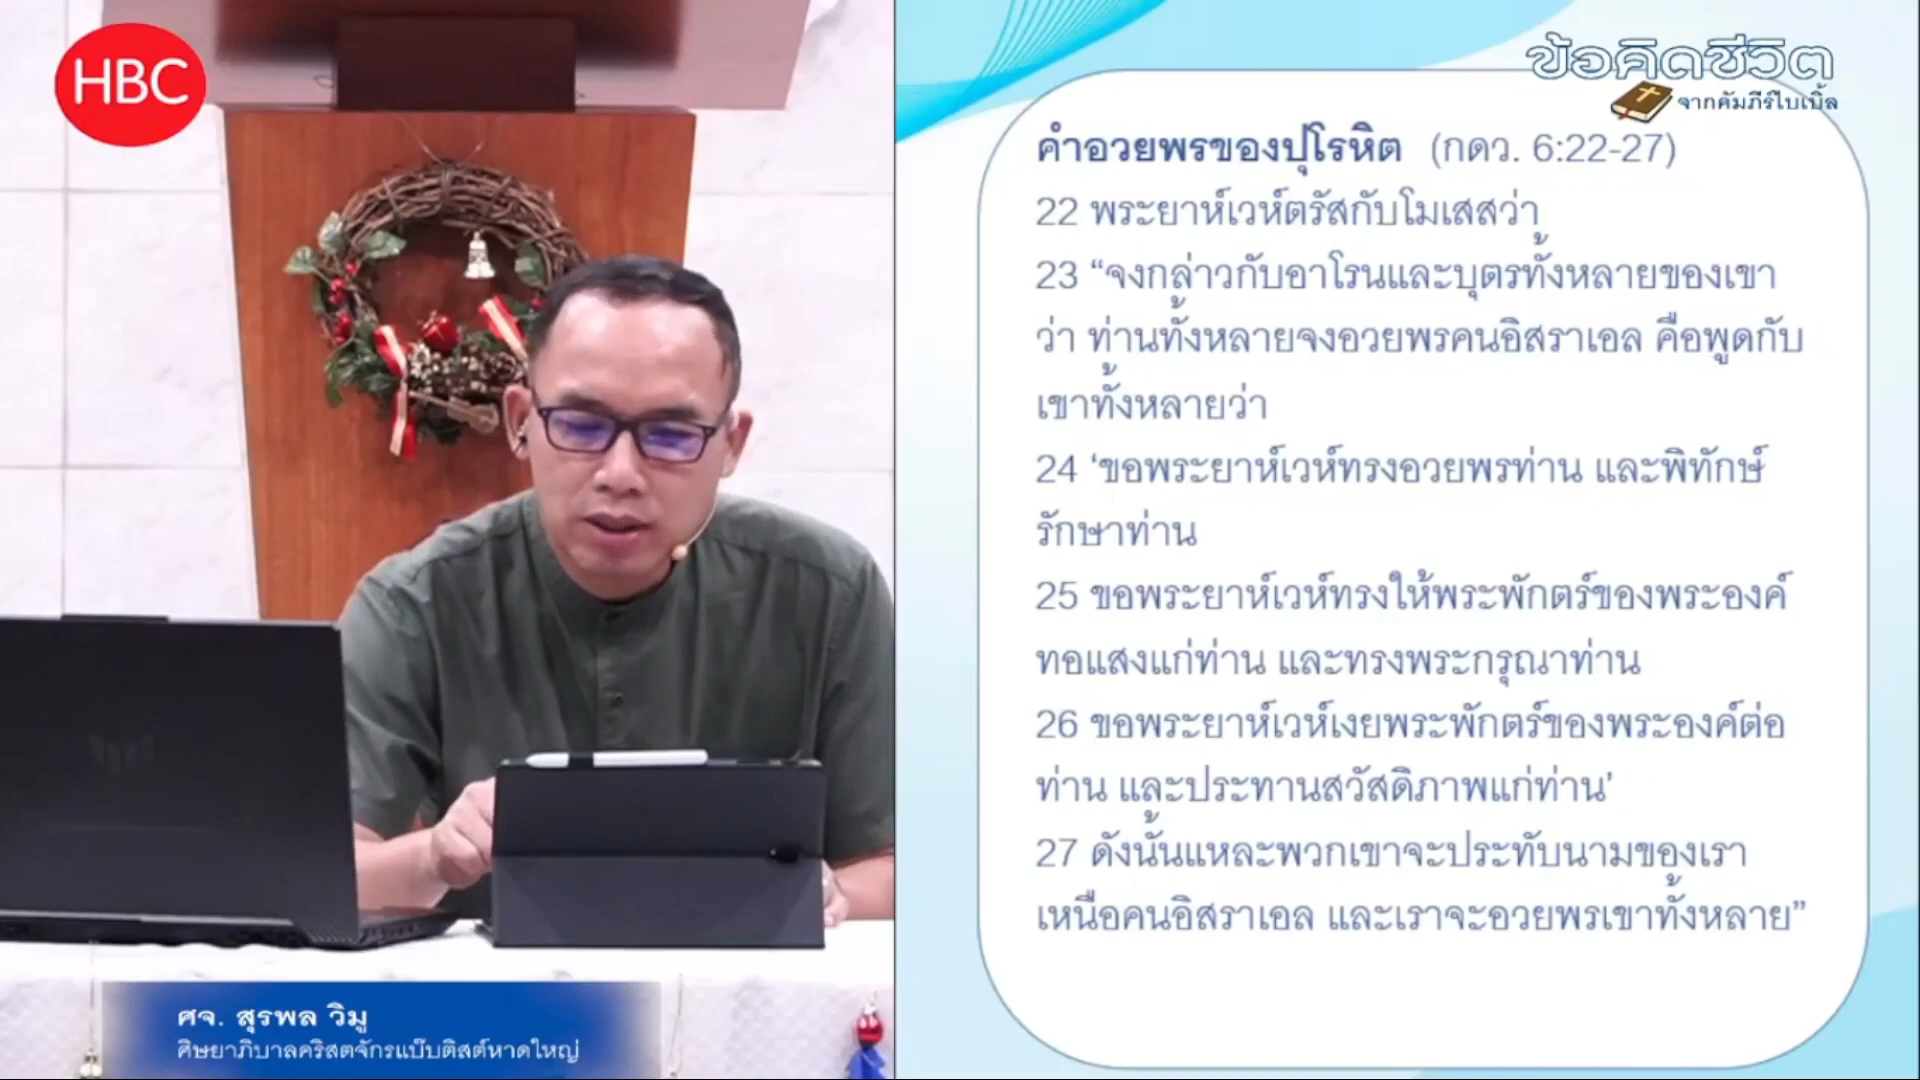 HBC
ข้อคิดชีวิต
จากคัมภีร์ไบเบิ้ล
คำอวยพรของปุโรหิต (กดว. 6:22-27)
22 พระยาห์เวห์ตรัสกับโมเสสว่า
23 “จงกล่าวกับอาโรนและบุตรทั้งหลายของเขา
ว่า ท่านทั้งหลายจงอวยพรคนอิสราเอล คือพูดกับ
เขาทั้งหลายว่า
24 ‘ขอพระยาห์เวห์ทรงอวยพรท่าน และพิทักษ์
รักษาท่าน
25 ขอพระยาห์เวห์ทรงให้พระพักตร์ของพระองค์
ทอแสงแก่ท่าน และทรงพระกรุณาท่าน
26 ขอพระยาห์เวห์เงยพระพักตร์ของพระองค์ต่อ
ท่าน และประทานสวัสดิภาพแก่ท่าน’
27 ดังนั้นแหละพวกเขาจะประทับนามของเรา
เหนือคนอิสราเอล และเราจะอวยพรเขาทั้งหลาย”
ศจ. สุรพล วิมู
ศิษยาภิบาลคริสตจักรแบ๊บติสต์หาดใหญ่